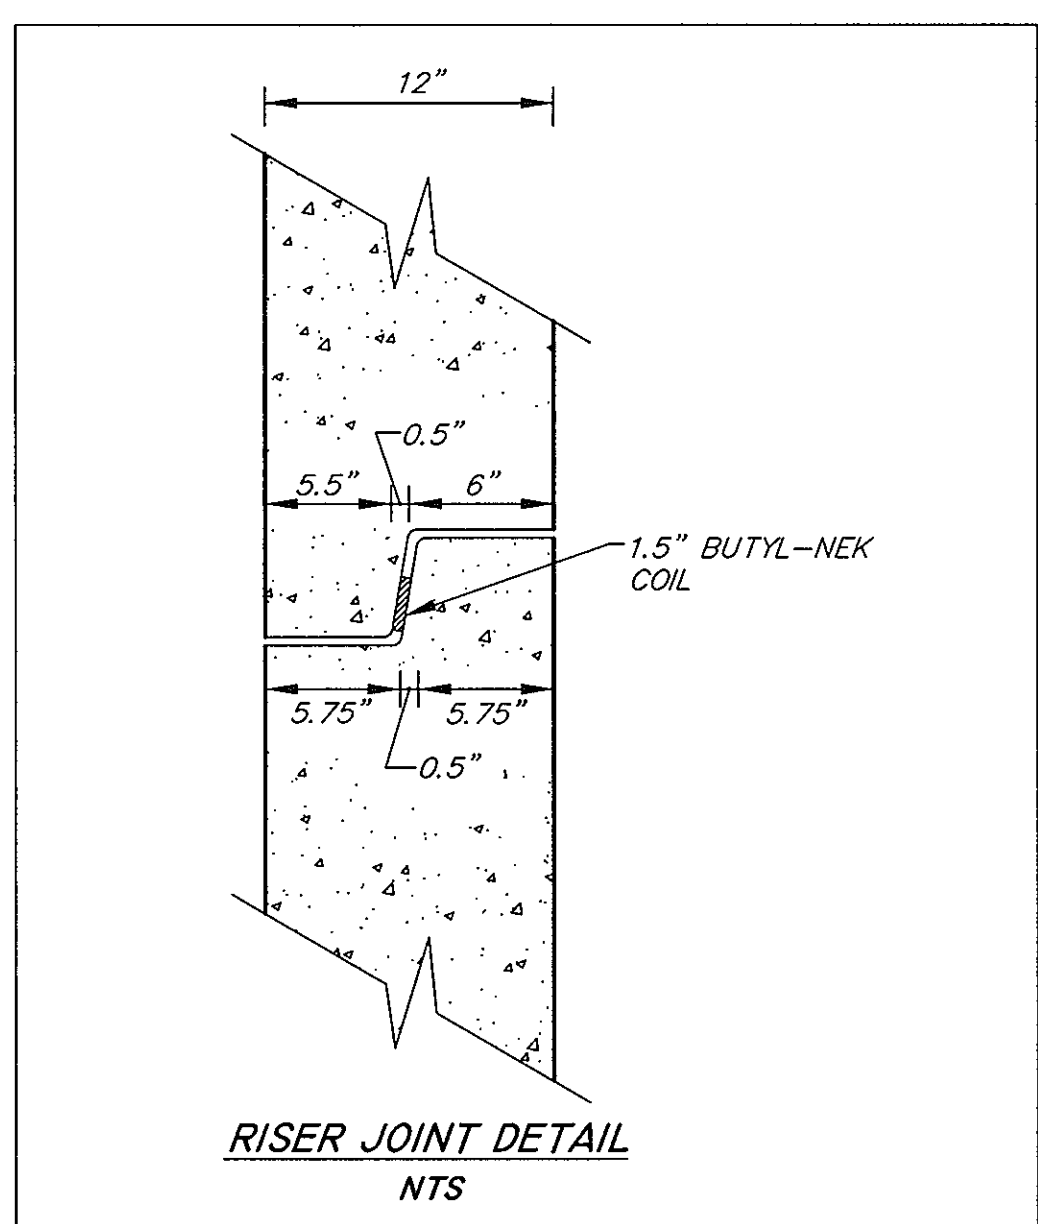 12”
0.5”
5.5”
6”
1.5” BUTYL-NEK
COIL
5.75”
5.75”
0.5”
RISER JOINT DETAIL
NTS